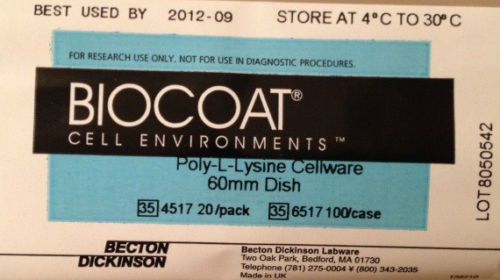 BEST USED BY 2012-09 STORE AT 4°C TO 30°C
FOR RESEARCH USE ONLY. NOT FOR USE IN DIAGNOSTIC PROCEDURES.
BIOCOAT®
CELL ENVIRONMENTS™
Poly-L-Lysine Cellware
60mm Dish
35 4517 20/pack 35 6517 100/case
LOT8050542
BECTON
DICKINSON
Becton Dickinson Labware
Two Oak Park, Bedford, MA 01730
Telephone (781) 275-0004 ¥ (800) 343-2035
Made in UK